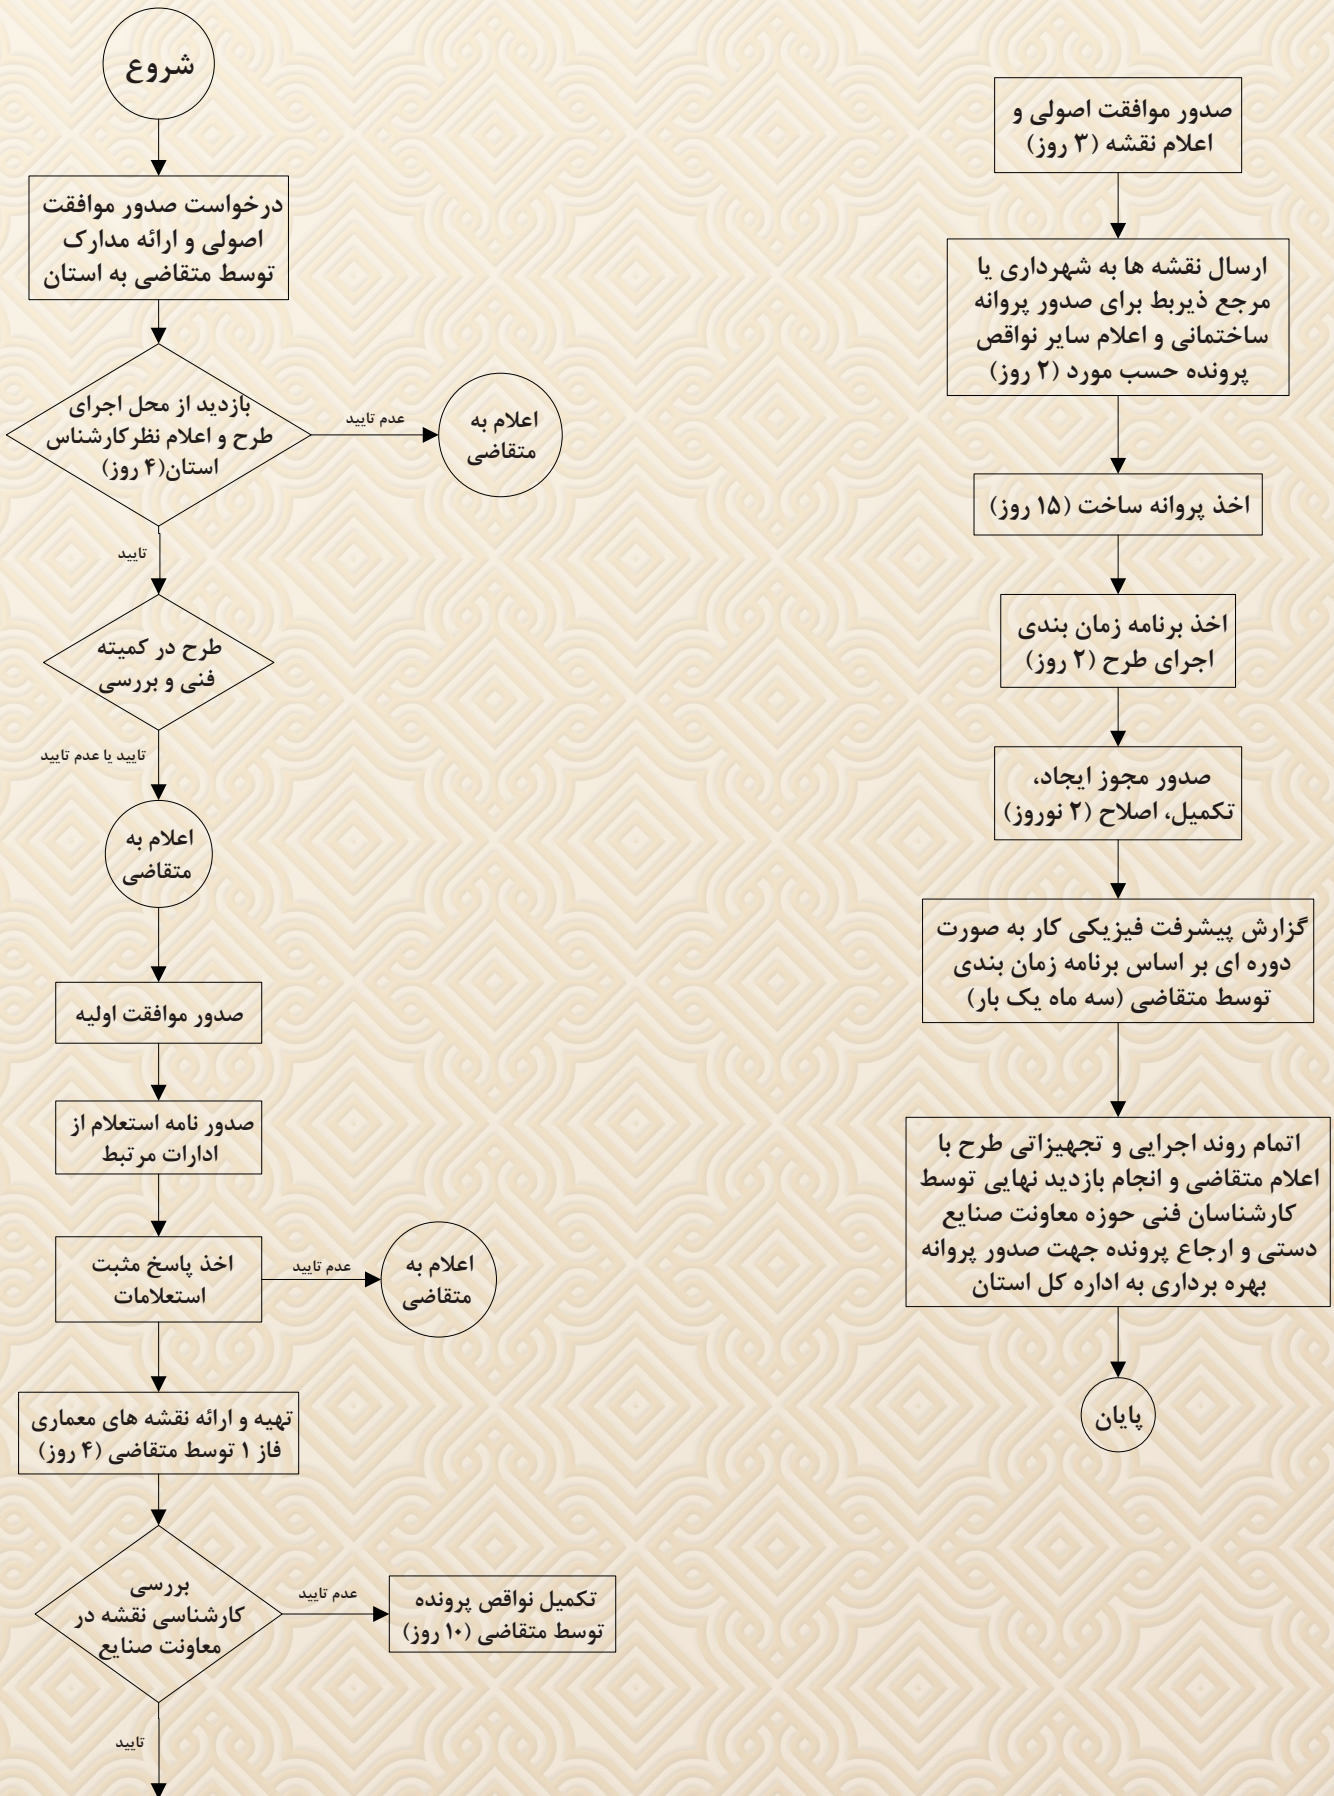 شروع
درخواست صدور موافقت
اصولی و ارائه مدارک
توسط متقاضی به استان
بازدید از محل اجرای
طرح و اعلام نظرکارشناس
استان(۴ روز)
عدم تایید
اعلام به
متقاضی
تایید
طرح در کمیته
فنی و بررسی
تایید یا عدم تایید
اعلام به
متقاضی
صدور موافقت اولیه
صدور نامه استعلام از
ادارات مرتبط
اخذ پاسخ مثبت
استعلامات
عدم تایید
اعلام به
متقاضی
تهیه و ارائه نقشه های معماری
فاز ۱ توسط متقاضی (۴ روز)
بررسی
کارشناسی نقشه در
معاونت صنایع
عدم تایید
تکمیل نواقص پرونده
توسط متقاضی (۱۰ روز)
تایید
صدور موافقت اصولی و
اعلام نقشه (۳ روز)
ارسال نقشه ها به شهرداری یا
مرجع ذیربط برای صدور پروانه
ساختمانی و اعلام سایر نواقص
پرونده حسب مورد (۲ روز)
اخذ پروانه ساخت (۱۵ روز)
اخذ برنامه زمان بندی
اجرای طرح (۲ روز)
صدور مجوز ایجاد،
تکمیل، اصلاح (۲ نوروز)
گزارش پیشرفت فیزیکی کار به صورت
دوره ای بر اساس برنامه زمان بندی
توسط متقاضی (سه ماه یک بار)
اتمام روند اجرایی و تجهیزاتی طرح با
اعلام متقاضی و انجام بازدید نهایی توسط
کارشناسان فنی حوزه معاونت صنایع
دستی و ارجاع پرونده جهت صدور پروانه
بهره برداری به اداره کل استان
پایان